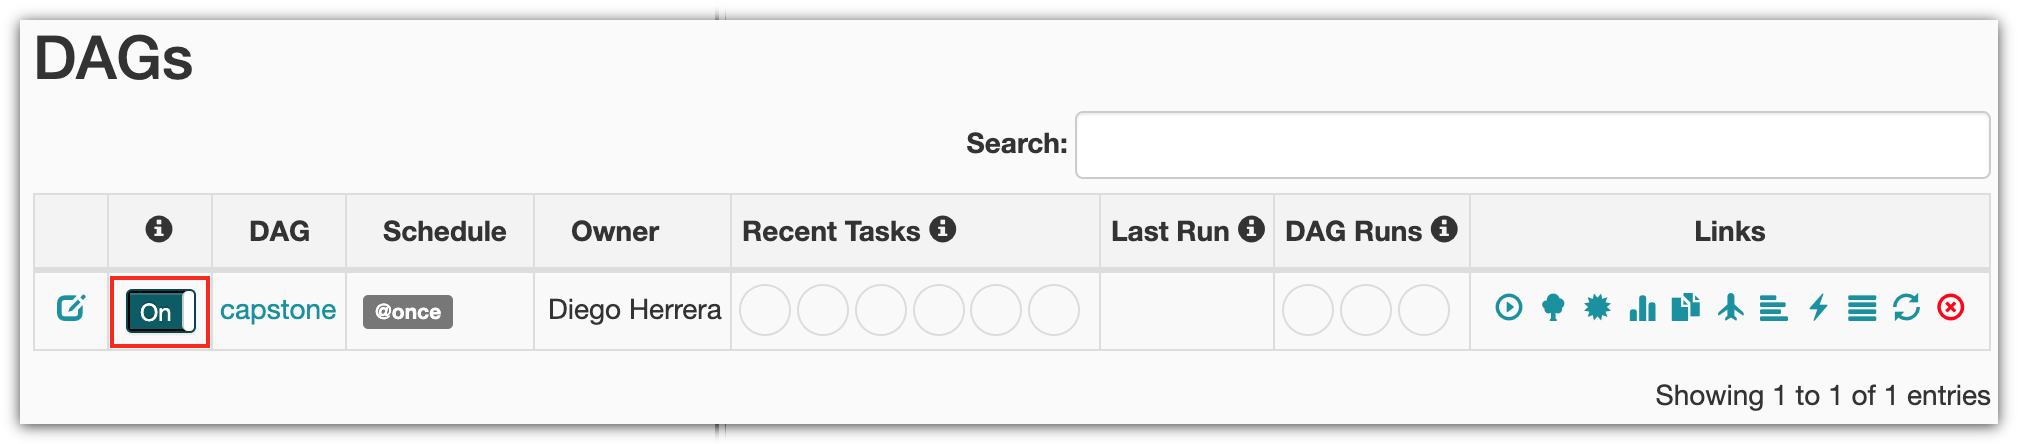 DAGs
Search:
DAG Schedule Owner Recent Tasks Last Run DAG Runs Links
On capstone @once Diego Herrera
Showing 1 to 1 of 1 entries